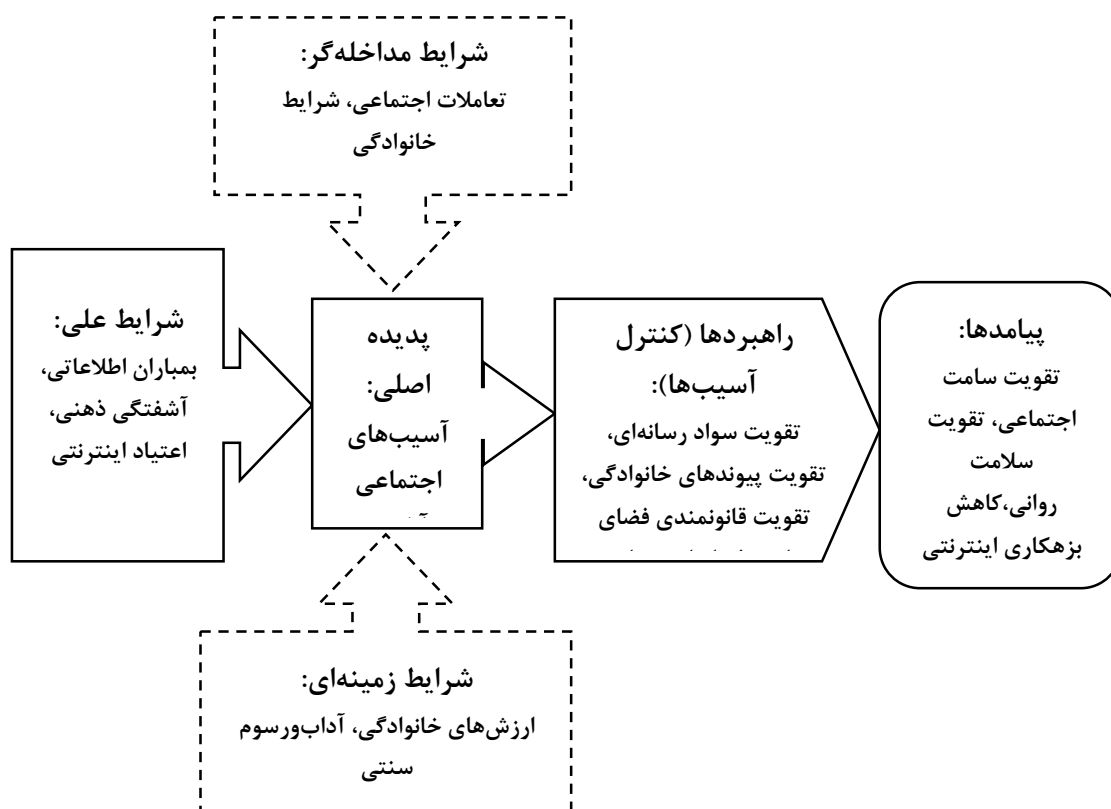 شرایط مداخله‌گر:
تعاملات اجتماعی، شرایط
خانوادگی
شرایط علی:
بمباران اطلاعاتی،
آشفتگی ذهنی،
اعتیاد اینترنتی
پدیده
اصلی:
آسیب‌های
اجتماعی
راهبردها (کنترل
آسیب‌ها):
تقویت سواد رسانه‌ای،
تقویت پیوندهای خانوادگی،
تقویت قانونمندی فضای
پیامدها:
تقویت سامت
اجتماعی، تقویت
سلامت
روانی،کاهش
بزهکاری اینترنتی
شرایط زمینه‌ای:
ارزش‌های خانوادگی، آداب‌ورسوم
سنتی